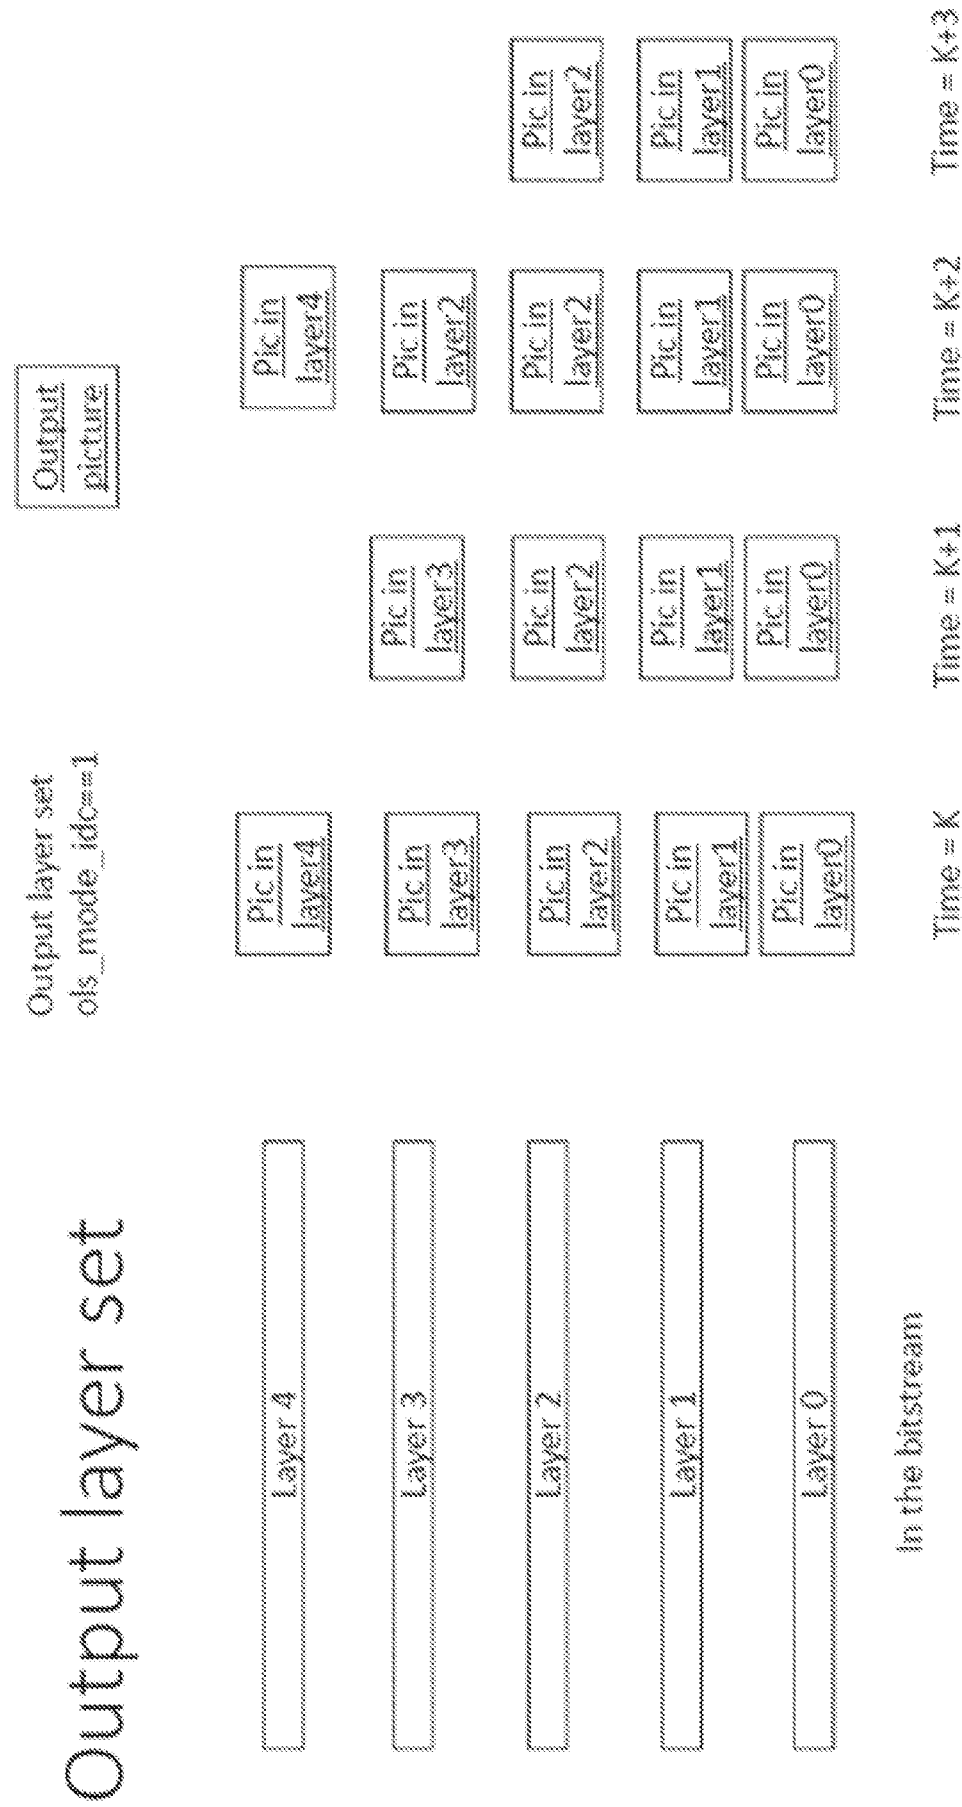 Output layer set
Output layer set
ols_mode_idc==1
Output
picture
Layer 4
Layer 3
Layer 2
Layer 1
Layer 0
In the bitstream
Pic in
layer4
Pic in
layer3
Pic in
layer2
Pic in
layer1
Pic in
layer0
Time = K
Pic in
layer3
Pic in
layer2
Pic in
layer1
Pic in
layer0
Time = K+1
Pic in
layer4
Pic in
layer2
Pic in
layer2
Pic in
layer1
Pic in
layer0
Time = K+2
Pic in
layer2
Pic in
layer1
Pic in
layer0
Time = K+3